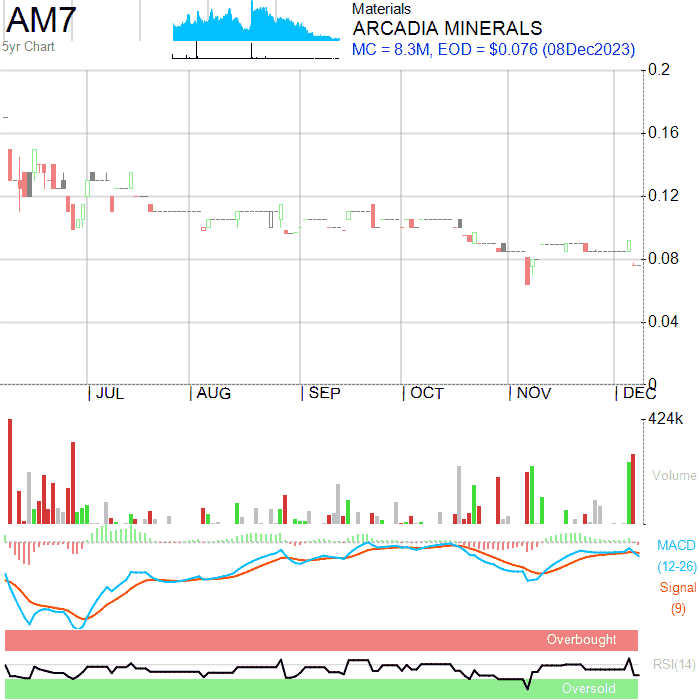 AM7
5yr Chart
Materials
ARCADIA MINERALS
MC = 8.3M, EOD = $0.076 (08Dec2023)
0.2
0.16
0.12
0.08
0.04
0
JUL AUG SEP OCT NOV DEC
424k
Volume
MACD
(12-26)
Signal
(9)
Overbought
RSI(14)
Oversold